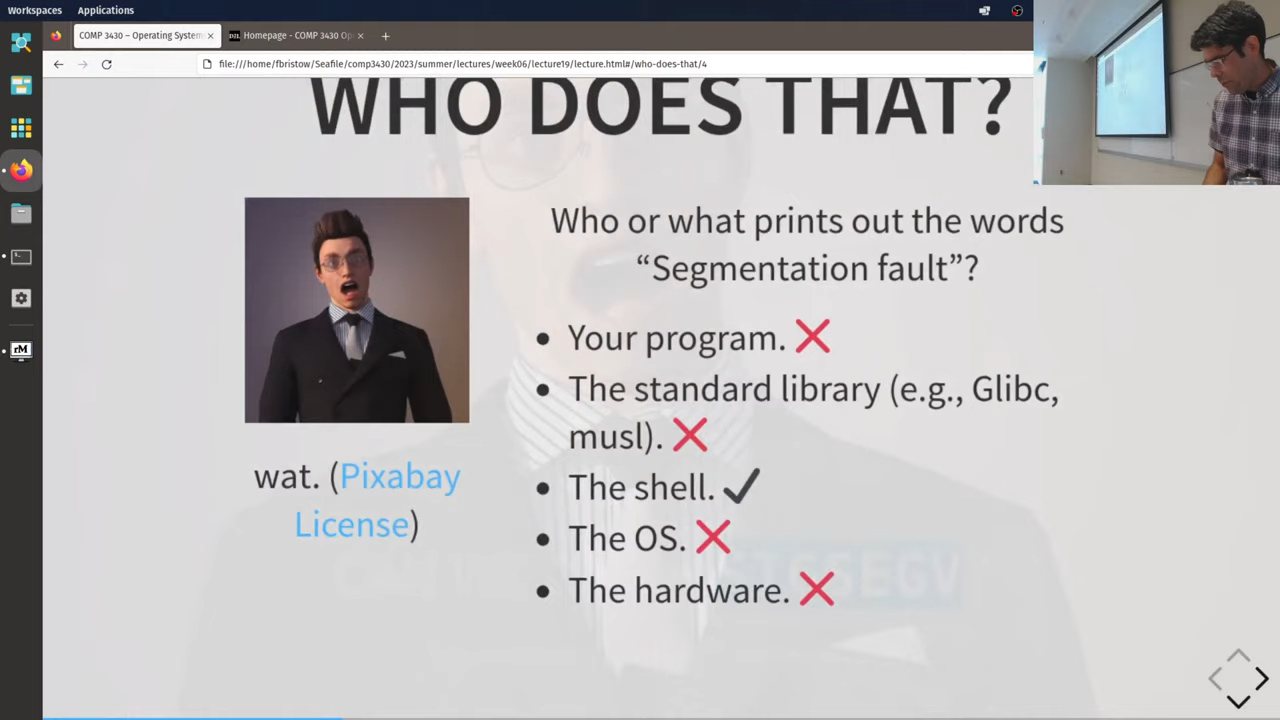 Workspaces Applications
COMP 3430 – Operating System × Homepage - COMP 3430 Op × +
file:///home/fbristow/Seafile/comp3430/2023/summer/lectures/week06/lecture19/lecture.html#/who-does-that/4
WHO DOES THAT?
Who or what prints out the words
“Segmentation fault”?
• Your program. ❌
• The standard library (e.g., Glibc,
musl). ❌
• The shell. ✔
• The OS. ❌
• The hardware. ❌
wat. (Pixabay
License)
rM